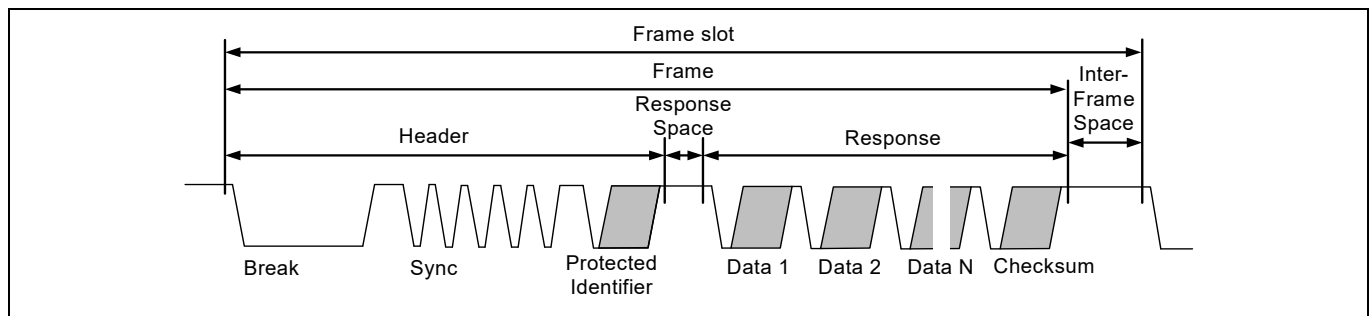 Frame slot
Frame
Inter-
Frame
Space
Response
Space
Header
Response
Break
Sync
Protected
Identifier
Data 1
Data 2
Data N
Checksum